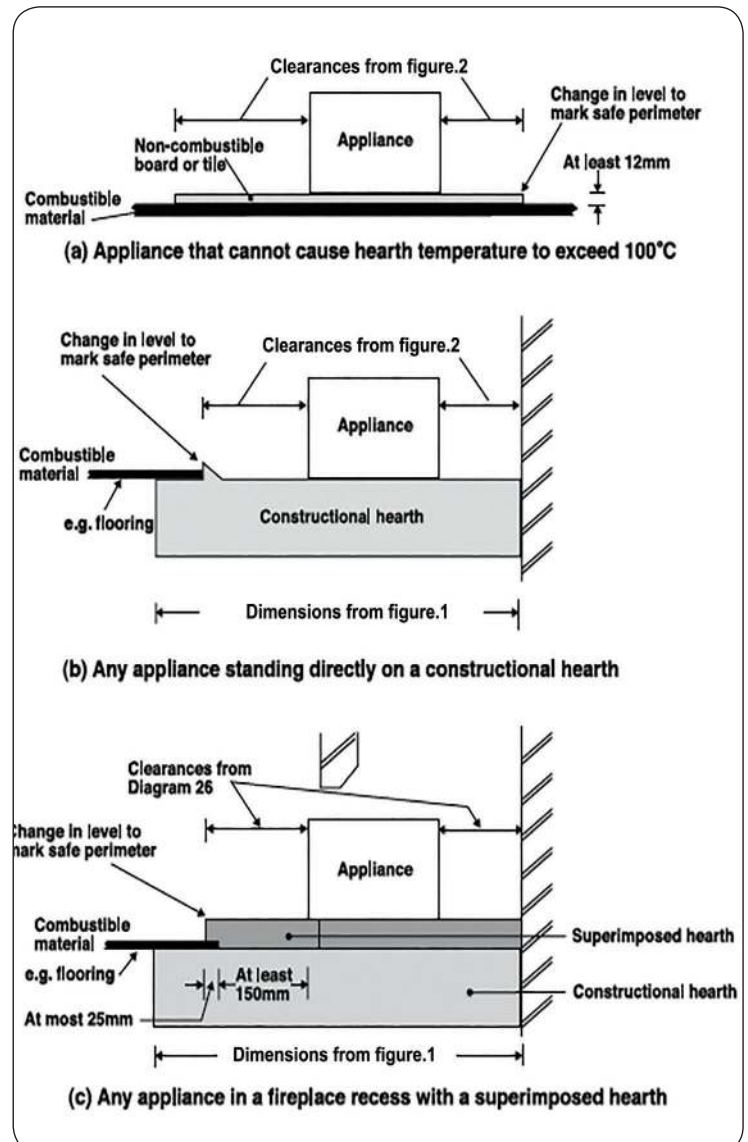 Clearances from figure.2
Change in level to
mark safe perimeter
Appliance
Non-combustible
board or tile
At least 12mm
Combustible
material
(a) Appliance that cannot cause hearth temperature to exceed 100°C
Change in level to
mark safe perimeter
Clearances from figure.2
Appliance
Combustible
material
e.g. flooring
Constructional hearth
Dimensions from figure.1
(b) Any appliance standing directly on a constructional hearth
Clearances from
Diagram 26
Change in level to
mark safe perimeter
Appliance
Combustible
material
Superimposed hearth
e.g. flooring
At least
150mm
Constructional hearth
At most 25mm
Dimensions from figure.1
(c) Any appliance in a fireplace recess with a superimposed hearth